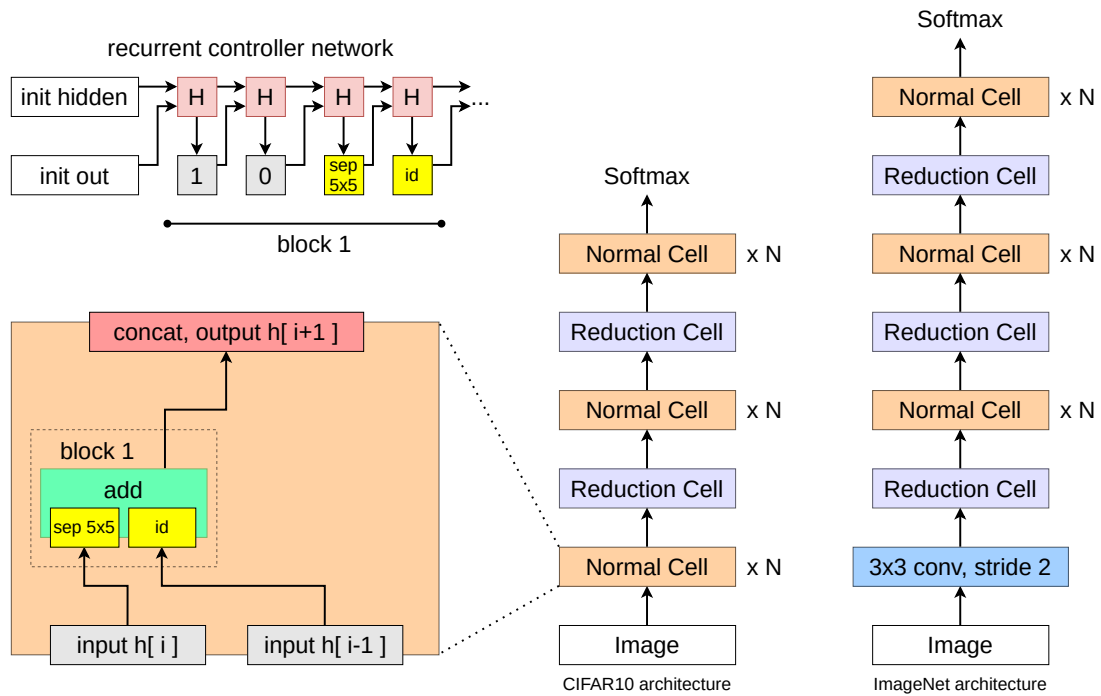 recurrent controller network
init hidden
H
H
H
H
...
init out
1
0
sep
5x5
id
block 1
concat, output h[ i+1 ]
block 1
add
sep 5x5
id
input h[ i ]
input h[ i-1 ]
Softmax
Normal Cell
x N
Reduction Cell
Normal Cell
x N
Reduction Cell
Normal Cell
x N
Image
CIFAR10 architecture
Softmax
Normal Cell
x N
Reduction Cell
Normal Cell
x N
Reduction Cell
Normal Cell
x N
Reduction Cell
3x3 conv, stride 2
Image
ImageNet architecture